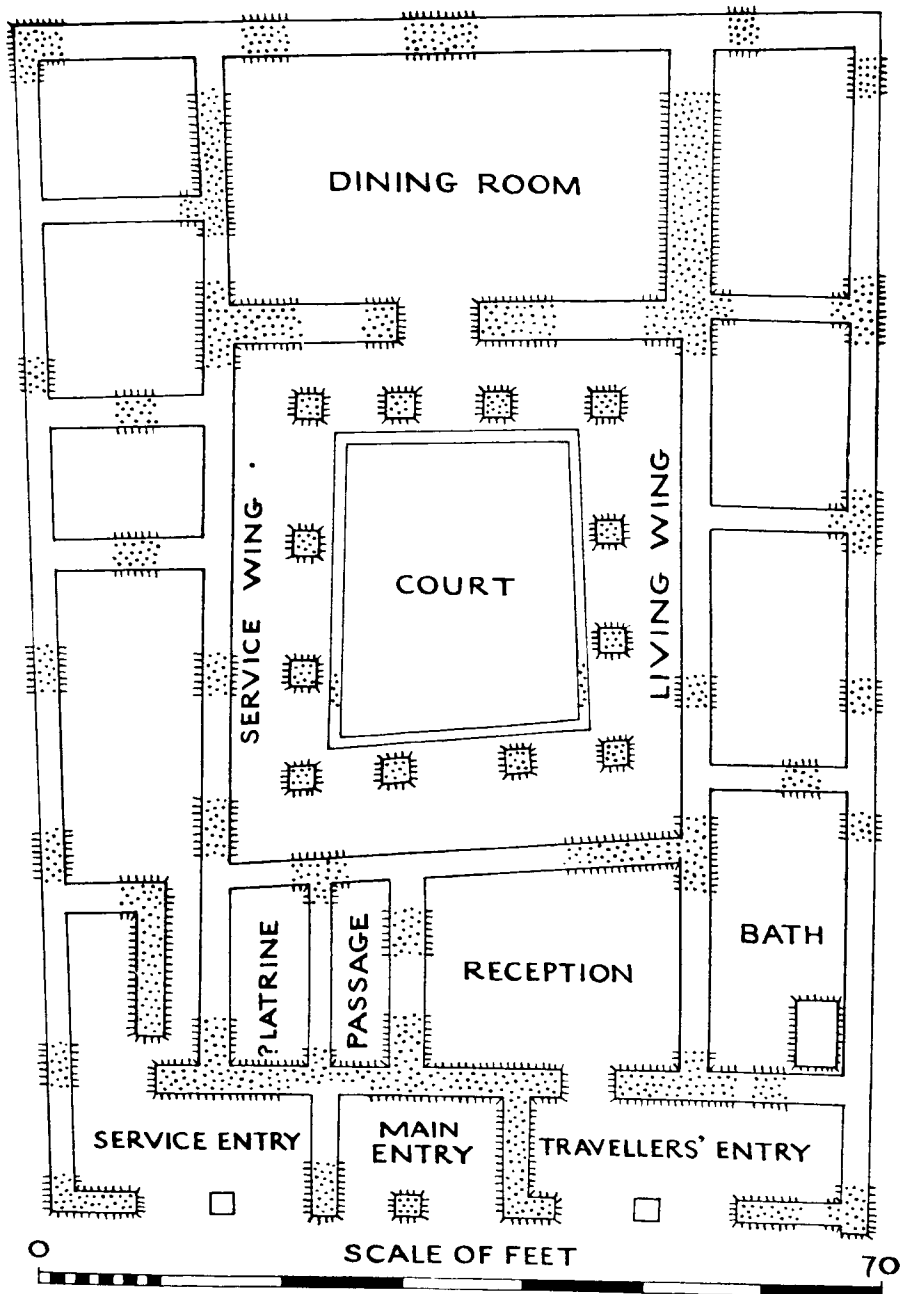 DINING ROOM
SERVICE WING
COURT
LIVING WING
?LATRINE
PASSAGE
RECEPTION
BATH
SERVICE ENTRY
MAIN
ENTRY
TRAVELLERS' ENTRY
0
SCALE OF FEET
70